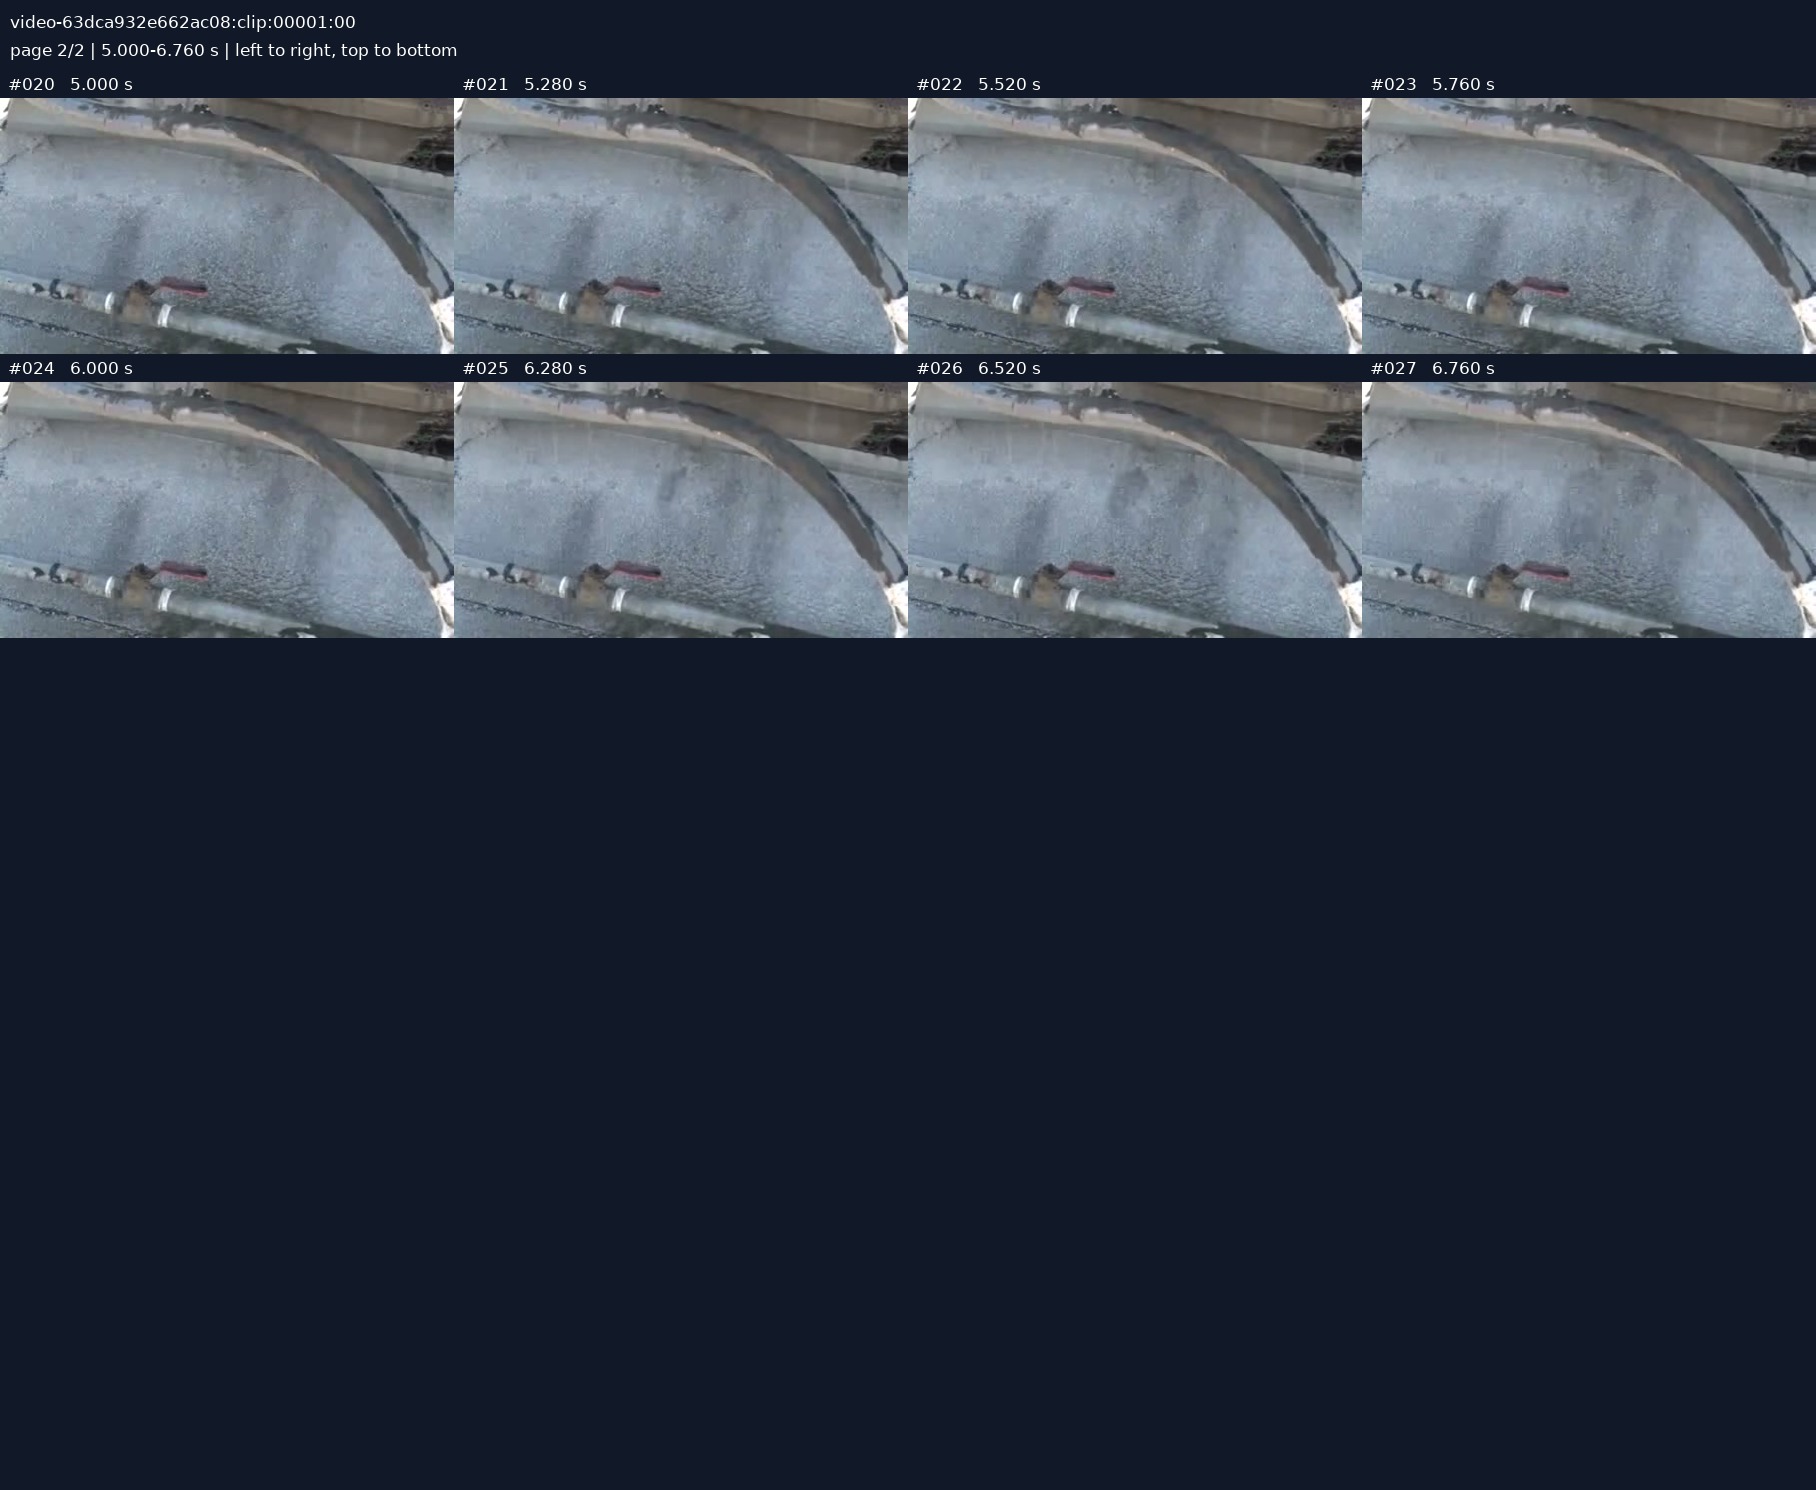 video-63dca932e662ac08:clip:00001:00
page 2/2 | 5.000-6.760 s | left to right, top to bottom
#020 5.000 s
#021 5.280 s
#022 5.520 s
#023 5.760 s
#024 6.000 s
#025 6.280 s
#026 6.520 s
#027 6.760 s